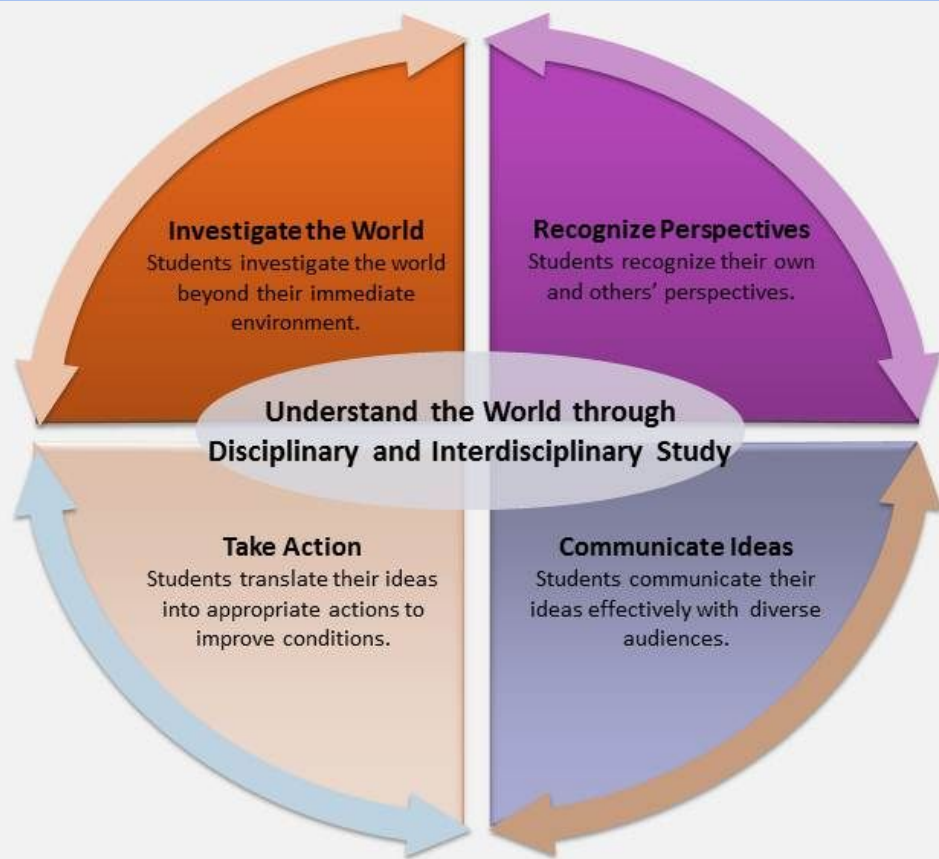 Investigate the World
Students investigate the world
beyond their immediate
environment.
Recognize Perspectives
Students recognize their own
and others' perspectives.
Understand the World through
Disciplinary and Interdisciplinary Study
Take Action
Students translate their ideas
into appropriate actions to
improve conditions.
Communicate Ideas
Students communicate their
ideas effectively with diverse
audiences.